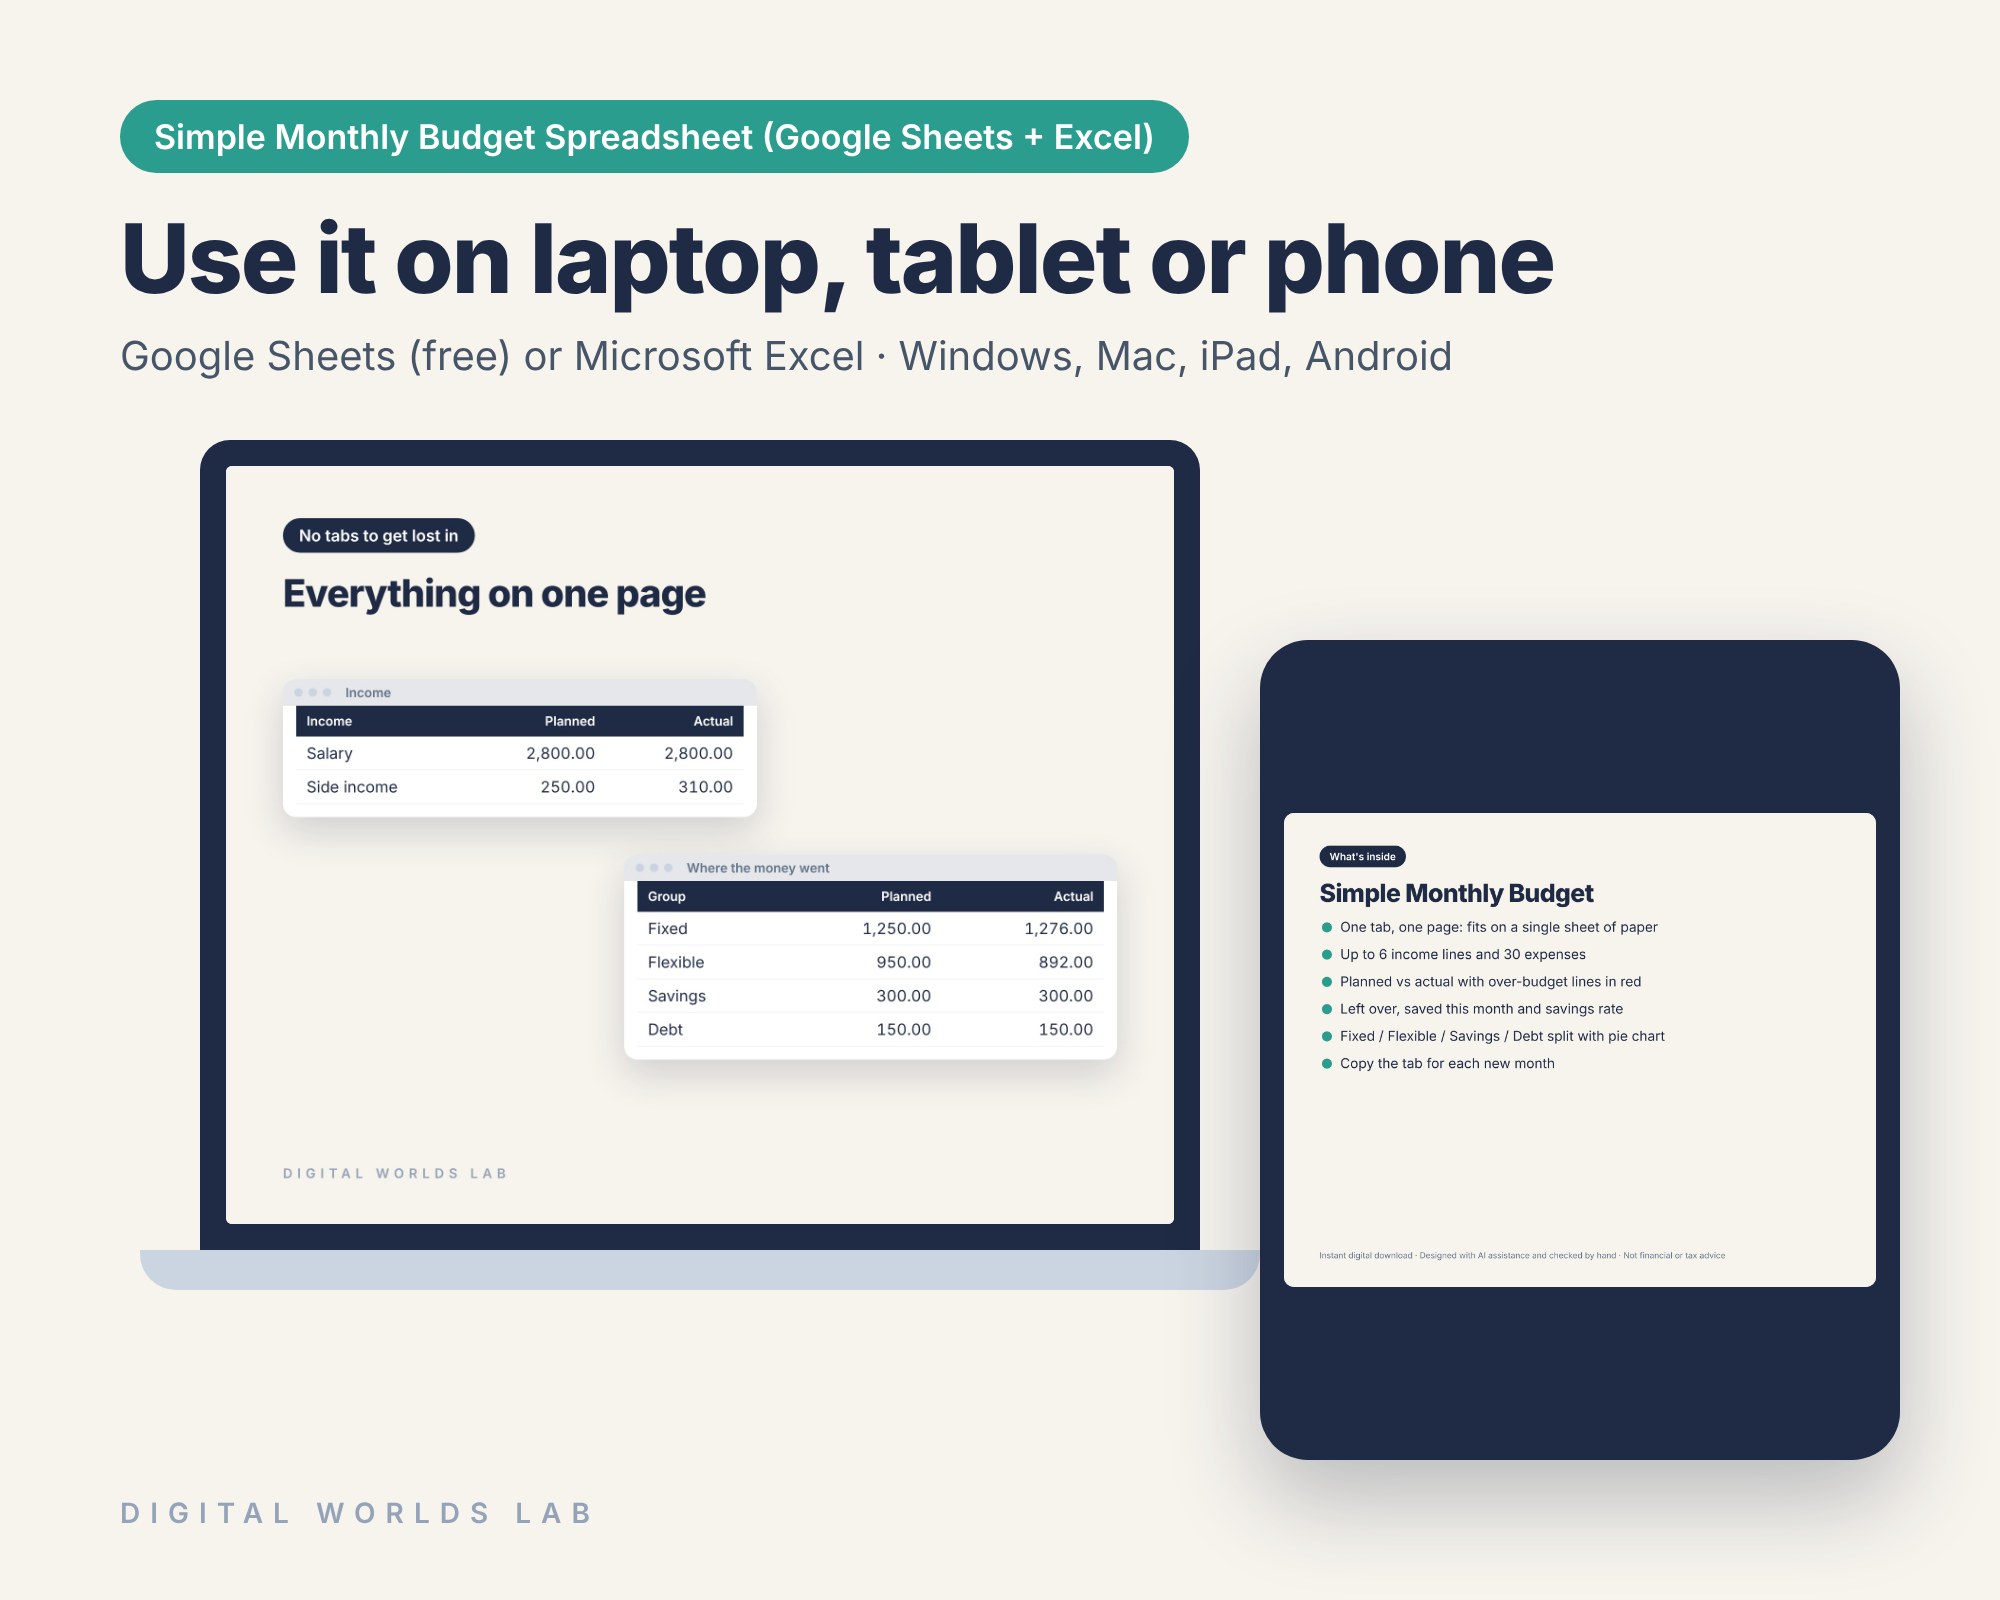 Simple Monthly Budget Spreadsheet (Google Sheets + Excel)
Use it on laptop, tablet or phone
Google Sheets (free) or Microsoft Excel · Windows, Mac, iPad, Android
No tabs to get lost in
Everything on one page
Income
Income Planned Actual
Salary 2,800.00 2,800.00
Side income 250.00 310.00
Where the money went
Group Planned Actual
Fixed 1,250.00 1,276.00
Flexible 950.00 892.00
Savings 300.00 300.00
Debt 150.00 150.00
DIGITAL WORLDS LAB
What's inside
Simple Monthly Budget
One tab, one page: fits on a single sheet of paper
Up to 6 income lines and 30 expenses
Planned vs actual with over-budget lines in red
Left over, saved this month and savings rate
Fixed / Flexible / Savings / Debt split with pie chart
Copy the tab for each new month
Instant digital download · Designed with AI assistance and checked by hand · Not financial or tax advice
DIGITAL WORLDS LAB